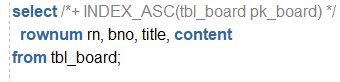 select /*+ INDEX_ASC(tbl_board pk_board) */
rownum rn, bno, title, content
from tbl_board;